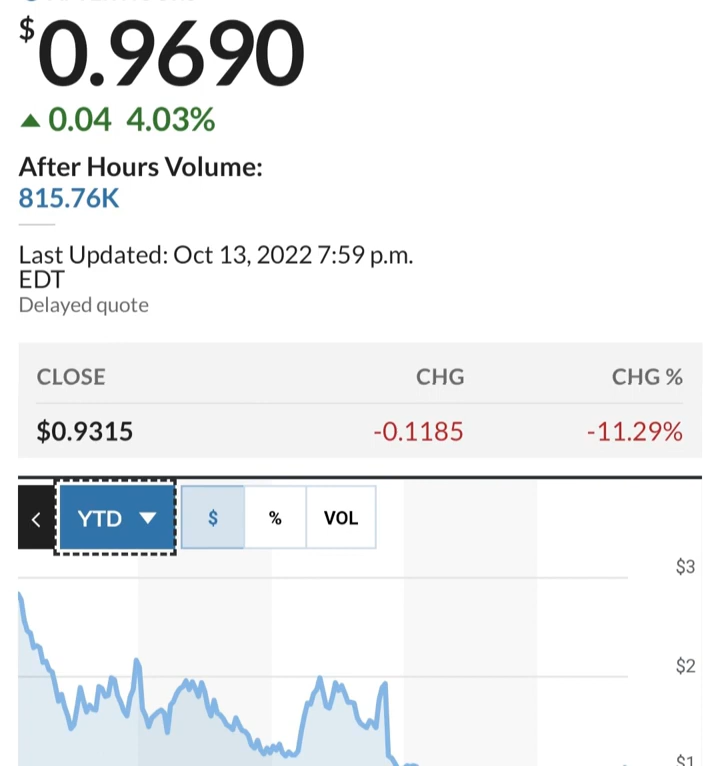 $0.9690
▲ 0.04 4.03%
After Hours Volume:
815.76K
Last Updated: Oct 13, 2022 7:59 p.m.
EDT
Delayed quote
CLOSE CHG CHG %
$0.9315 -0.1185 -11.29%
< YTD ▼ $ % VOL
$3
$2
$1